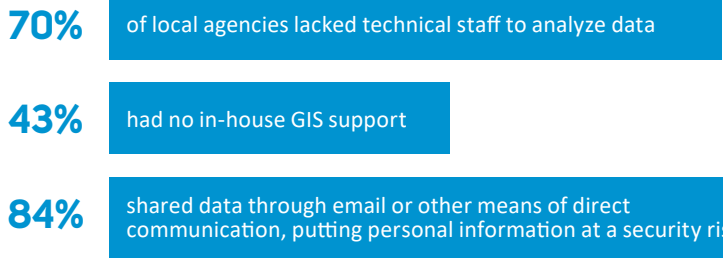 70%
of local agencies lacked technical staff to analyze data
43%
had no in-house GIS support
84%
shared data through email or other means of direct
communication, putting personal information at a security